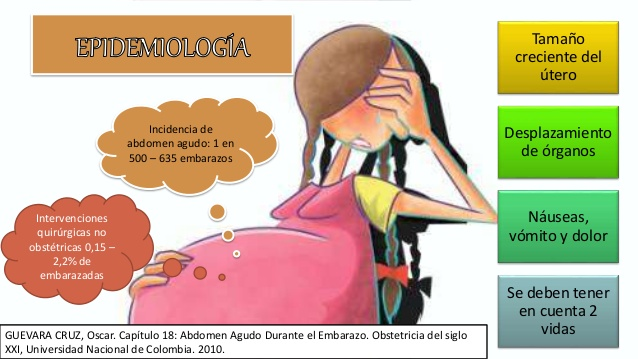 EPIDEMIOLOGÍA
Incidencia de
abdomen agudo: 1 en
500 – 635 embarazos
Intervenciones
quirúrgicas no
obstétricas 0,15 –
2,2% de
embarazadas
Tamaño
creciente del
útero
Desplazamiento
de órganos
Náuseas,
vómito y dolor
Se deben tener
en cuenta 2
vidas
GUEVARA CRUZ, Oscar. Capítulo 18: Abdomen Agudo Durante el Embarazo. Obstetricia del siglo
XXI, Universidad Nacional de Colombia. 2010.